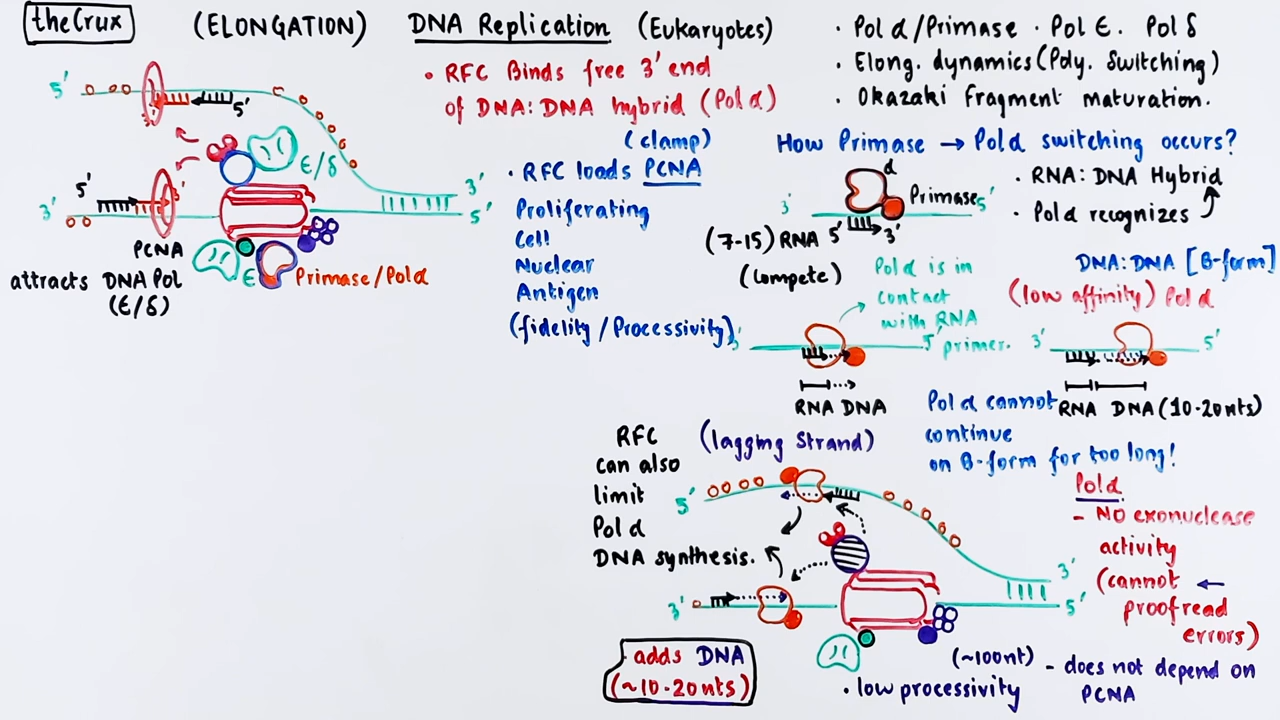 theCrux
(ELONGATION)
DNA Replication (Eukaryotes)
• RFC Binds free 3' end
of DNA:DNA hybrid (Pol α)
(clamp)
• RFC loads PCNA
Proliferating
Cell
Nuclear
Antigen
(fidelity/Processivity)
• Pol α/Primase • Pol ε. Pol δ
• Elong. dynamics (Poly. Switching)
• Okazaki Fragment maturation.
5'
5'
ε/δ
5'
3'
3'
3'
5'
PCNA
attracts DNA Pol
(ε/δ)
ε
Primase/Pol α
How Primase → Pol α switching occurs?
α
3'
Primase
5'
(7-15) RNA 5' 3'
(compete)
• RNA:DNA Hybrid
• Pol α recognizes
DNA:DNA [B-form]
(low affinity) Pol α
Pol α is in
contact
with RNA
primer.
3'
5'
RNA DNA
3'
5'
RNA DNA (10-20nts)
Pol α cannot
continue
on B-form for too long!
RFC
can also
limit
Pol α
DNA synthesis.
(lagging Strand)
5'
3'
3'
5'
adds DNA
(~10-20nts)
Pol α
- NO exonuclease
activity
(cannot ←
proofread
errors)
(~100nt)
• low processivity
- does not depend on
PCNA